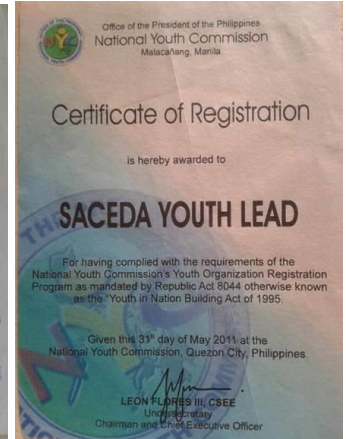 Office of the President of the Philippines
National Youth Commission
Malacañang, Manila
Certificate of Registration
is hereby awarded to
SACEDA YOUTH LEAD
For having complied with the requirements of the
National Youth Commission's Youth Organization Registration
Program as mandated by Republic Act 8044 otherwise known
as the "Youth in Nation Building Act of 1995.
Given this 31st day of May 2011 at the
National Youth Commission, Quezon City, Philippines.
LEON FLORES III, CSEE
Undersecretary
Chairman and Chief Executive Officer